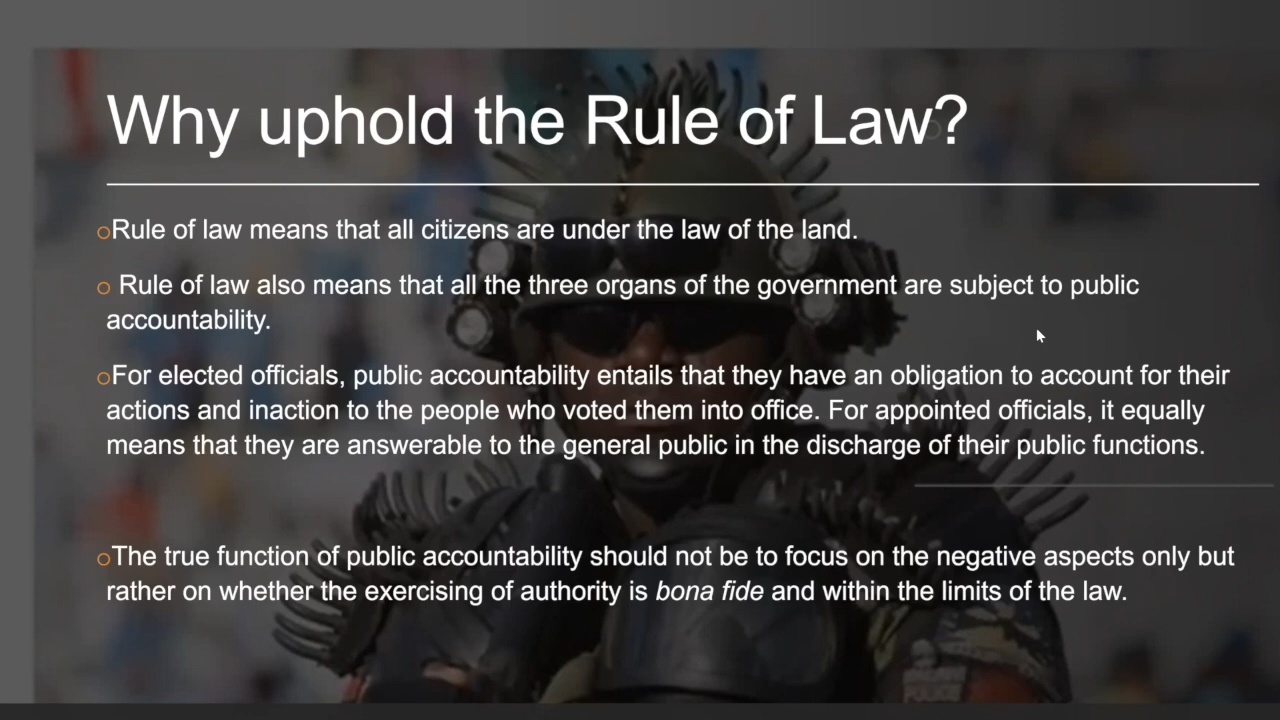 Why uphold the Rule of Law?
Rule of law means that all citizens are under the law of the land.
Rule of law also means that all the three organs of the government are subject to public
accountability.
For elected officials, public accountability entails that they have an obligation to account for their
actions and inaction to the people who voted them into office. For appointed officials, it equally
means that they are answerable to the general public in the discharge of their public functions.
The true function of public accountability should not be to focus on the negative aspects only but
rather on whether the exercising of authority is bona fide and within the limits of the law.
POLICE